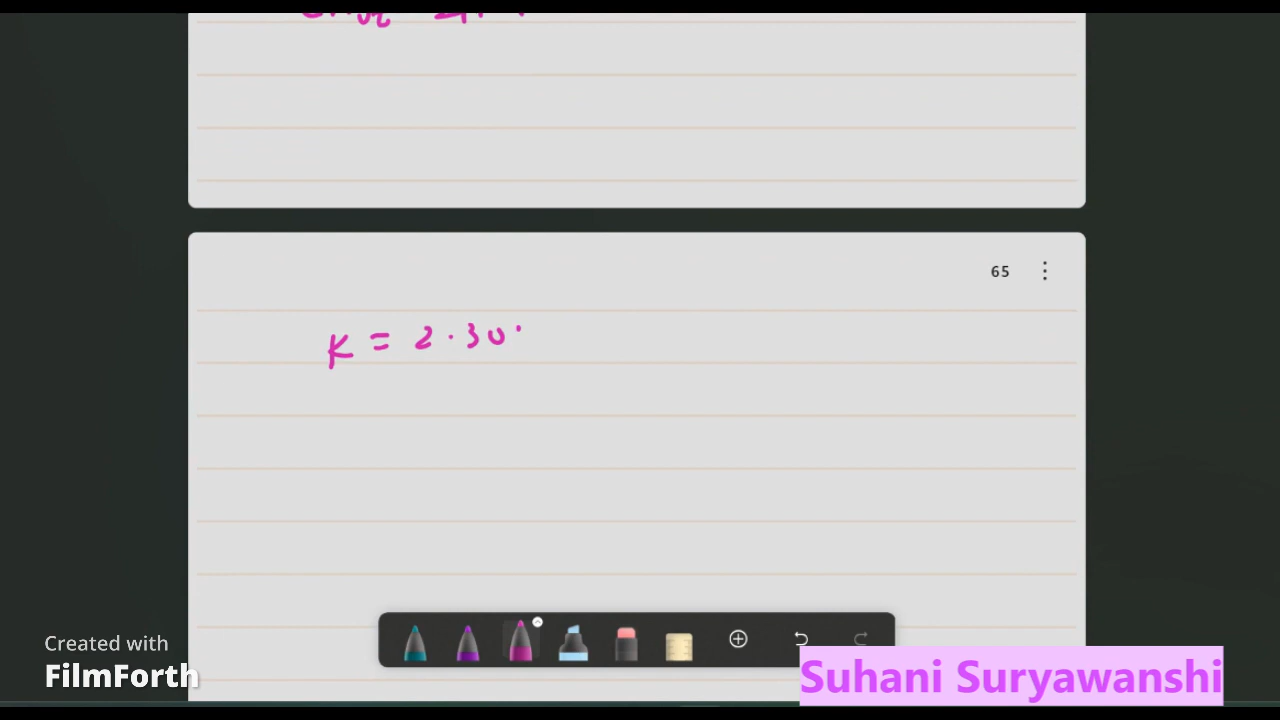 65
K = 2.30
Created with
FilmForth
Suhani Suryawanshi